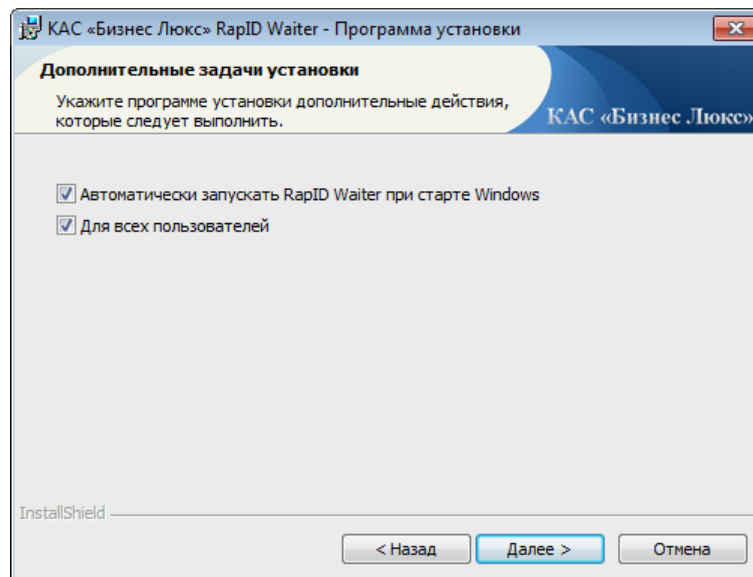 КАС «Бизнес Люкс» RapID Waiter - Программа установки
Дополнительные задачи установки
Укажите программе установки дополнительные действия,
которые следует выполнить.
КАС «Бизнес Люкс»
Автоматически запускать RapID Waiter при старте Windows
Для всех пользователей
InstallShield
< Назад
Далее >
Отмена